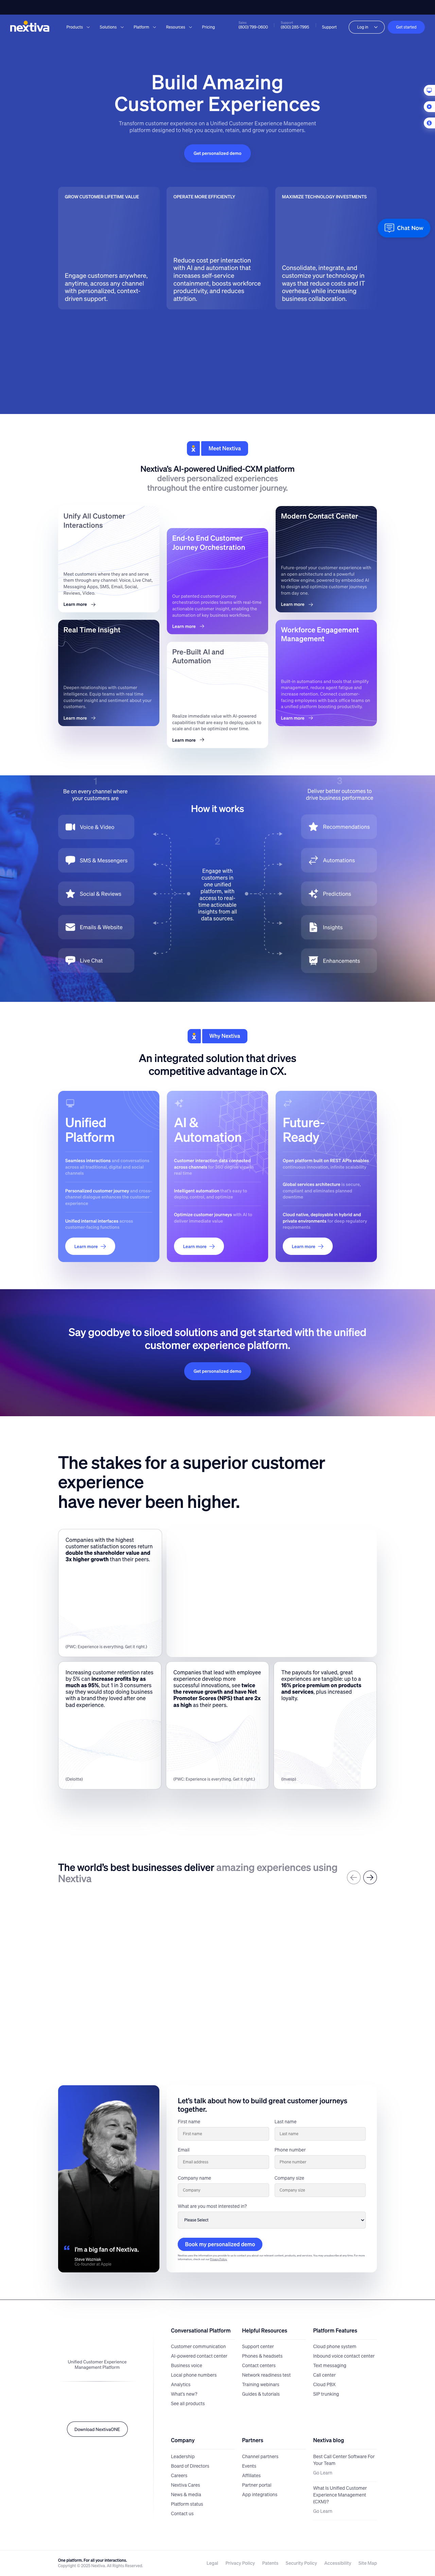 nextiva
Products
Solutions
Platform
Resources
Pricing
Sales
(800) 799-0600
Support
(800) 285-7995
Support
Log in
Get started
Build Amazing
Customer Experiences
Transform customer experience on a Unified Customer Experience Management
platform designed to help you acquire, retain, and grow your customers.
Get personalized demo
Chat Now
GROW CUSTOMER LIFETIME VALUE
Engage customers anywhere,
anytime, across any channel
with personalized, context-
driven support.
OPERATE MORE EFFICIENTLY
Reduce cost per interaction
with AI and automation that
increases self-service
containment, boosts workforce
productivity, and reduces
attrition.
MAXIMIZE TECHNOLOGY INVESTMENTS
Consolidate, integrate, and
customize your technology in
ways that reduce costs and IT
overhead, while increasing
business collaboration.
Meet Nextiva
Nextiva's AI-powered Unified-CXM platform
delivers personalized experiences
throughout the entire customer journey.
Unify All Customer
Interactions
Meet customers where they are and serve
them through any channel: Voice, Live Chat,
Messaging Apps, SMS, Email, Social,
Reviews, Video.
Learn more
Real Time Insight
Deepen relationships with customer
intelligence. Equip teams with real time
customer insight and sentiment about your
customers.
Learn more
End-to End Customer
Journey Orchestration
Our patented customer journey
orchestration provides teams with real-time
actionable customer insight, enabling the
automation of key business workflows.
Learn more
Pre-Built AI and
Automation
Realize immediate value with AI-powered
capabilities that are easy to deploy, quick to
scale and can be optimized over time.
Learn more
Modern Contact Center
Future-proof your customer experience with
an open architecture and a powerful
workflow engine, powered by embedded AI
to design and optimize customer journeys
from day one.
Learn more
Workforce Engagement
Management
Built-in automations and tools that simplify
management, reduce agent fatigue and
increase retention. Connect customer-
facing employees with back office teams on
a unified platform boosting productivity.
Learn more
1
Be on every channel where
your customers are
Voice & Video
SMS & Messengers
Social & Reviews
Emails & Website
Live Chat
How it works
2
Engage with
customers in
one unified
platform, with
access to real-
time actionable
insights from all
data sources.
3
Deliver better outcomes to
drive business performance
Recommendations
Automations
Predictions
Insights
Enhancements
Why Nextiva
An integrated solution that drives
competitive advantage in CX.
Unified
Platform
Seamless interactions and conversations
across all traditional, digital and social
channels
Personalized customer journey and cross-
channel dialogue enhances the customer
experience
Unified internal interfaces across
customer-facing functions
Learn more
AI &
Automation
Customer interaction data connected
across channels for 360 degree view in
real-time
Intelligent automation that's easy to
deploy, control, and optimize
Optimize customer journeys with AI to
deliver immediate value
Learn more
Future-
Ready
Open platform built on REST APIs enables
continuous innovation, infinite scalability
Global services architecture is secure,
compliant and eliminates planned
downtime
Cloud native, deployable in hybrid and
private environments for deep regulatory
requirements
Learn more
Say goodbye to siloed solutions and get started with the unified
customer experience platform.
Get personalized demo
The stakes for a superior customer
experience
have never been higher.
Companies with the highest
customer satisfaction scores return
double the shareholder value and
3x higher growth than their peers.
(PWC: Experience is everything. Get it right.)
Increasing customer retention rates
by 5% can increase profits by as
much as 95%, but 1 in 3 consumers
say they would stop doing business
with a brand they loved after one
bad experience.
(Deloitte)
Companies that lead with employee
experience develop more
successful innovations, see twice
the revenue growth and have Net
Promoter Scores (NPS) that are 2x
as high as their peers.
(PWC: Experience is everything. Get it right.)
The payouts for valued, great
experiences are tangible: up to a
16% price premium on products
and services, plus increased
loyalty.
The world's best businesses deliver amazing experiences using
Nextiva
I'm a big fan of Nextiva.
Steve Wozniak
Co-founder at Apple
Let's talk about how to build great customer journeys
together.
First name
Last name
First name
Last name
Email
Phone number
Email address
Phone number
Company name
Company size
Company
Company size
What are you most interested in?
Please Select
Book my personalized demo
Unified Customer Experience
Management Platform
Download NextivaONE
Conversational Platform
Customer communication
AI-powered contact center
Business voice
Local phone numbers
Analytics
What's new?
See all products
Helpful Resources
Support center
Phones & headsets
Contact centers
Network readiness test
Training webinars
Guides & tutorials
Platform Features
Cloud phone system
Inbound voice contact center
Text messaging
Call center
Cloud PBX
SIP trunking
Company
Leadership
Board of Directors
Careers
Nextiva Cares
News & media
Platform status
Contact us
Partners
Channel partners
Events
Affiliates
Partner portal
App integrations
Nextiva blog
Best Call Center Software For
Your Team
Go Learn
What Is Unified Customer
Experience Management
(CXM)?
Go Learn
One platform. For all your interactions.
Copyright © 2025 Nextiva. All Rights Reserved.
Legal
Privacy Policy
Patents
Security Policy
Accessibility
Site Map